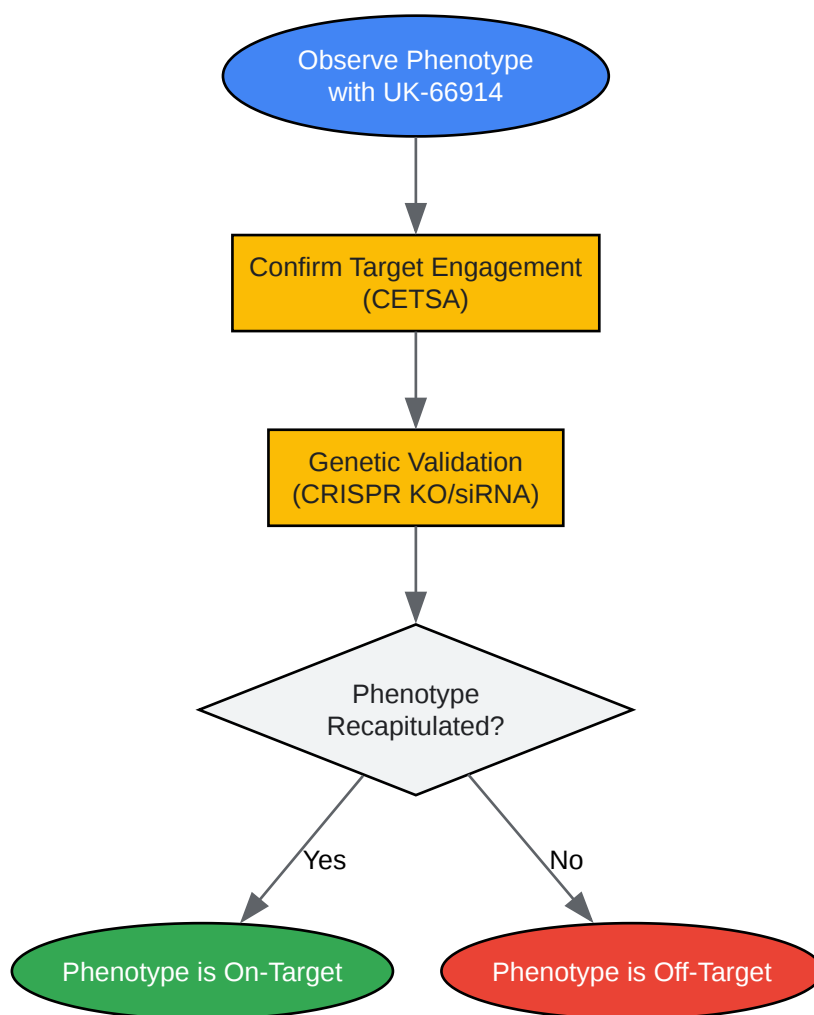 Observe Phenotype
with UK-66914
Confirm Target Engagement
(CETSA)
Genetic Validation
(CRISPR KO/siRNA)
Phenotype
Recapitulated?
Yes
No
Phenotype is On-Target
Phenotype is Off-Target